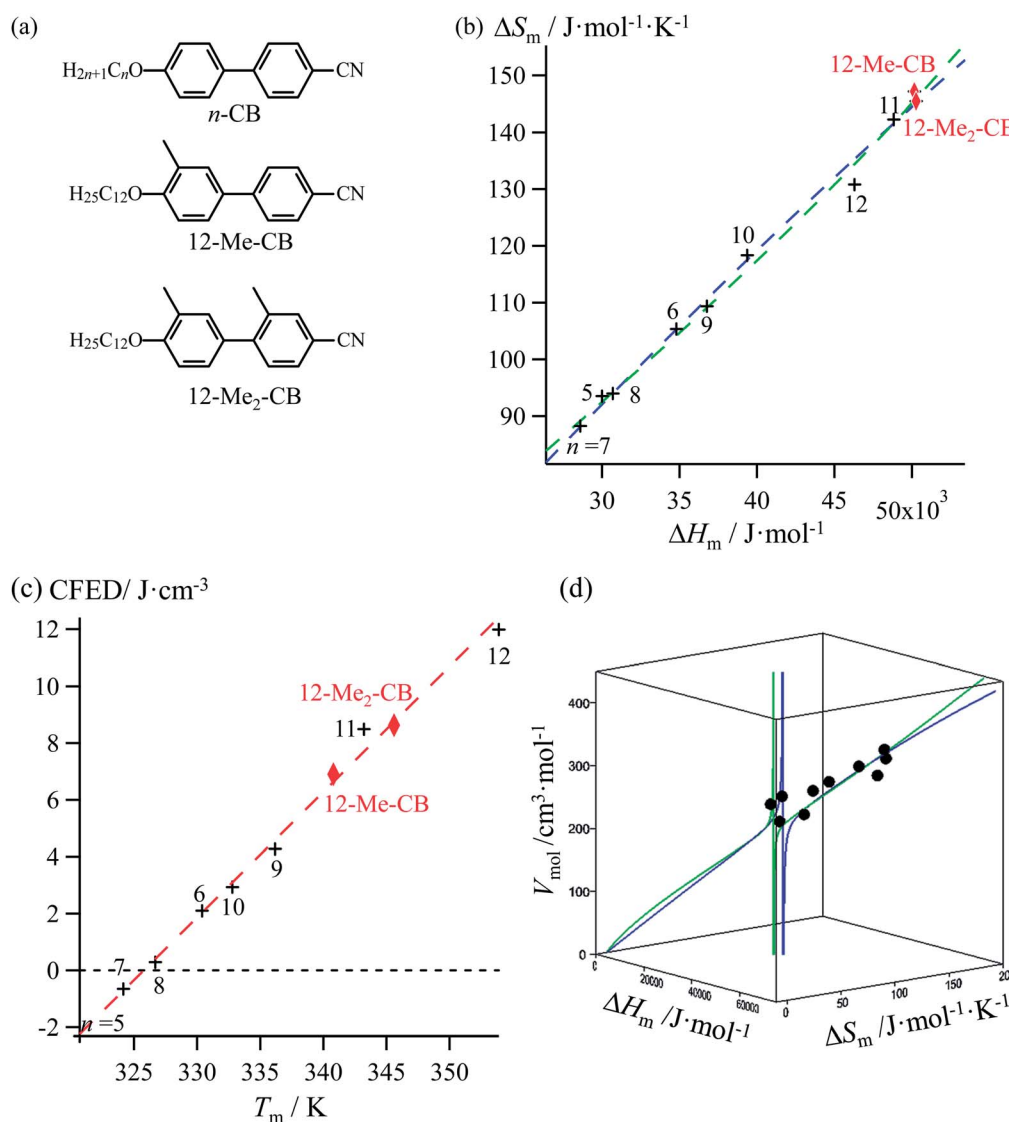 (a)
H2n+1CnO
CN
n-CB
H25C12O
CN
12-Me-CB
H25C12O
CN
12-Me2-CB
(b) ΔSm / J·mol-1·K-1
150
140
130
120
110
100
90
12-Me-CB
11
12-Me2-CB
12
10
6
9
5
8
n =7
30
35
40
45
50x103
ΔHm / J·mol-1
(c) CFED/ J·cm-3
12
10
8
6
4
2
0
-2
12
12-Me2-CB
11
12-Me-CB
9
6
10
7
8
n =5
325
330
335
340
345
350
Tm / K
(d)
400
300
200
100
0
Vmol /cm3·mol-1
0
20000
40000
60000
ΔHm /J·mol-1
0
50
100
150
20
ΔSm /J·mol-1·K-1